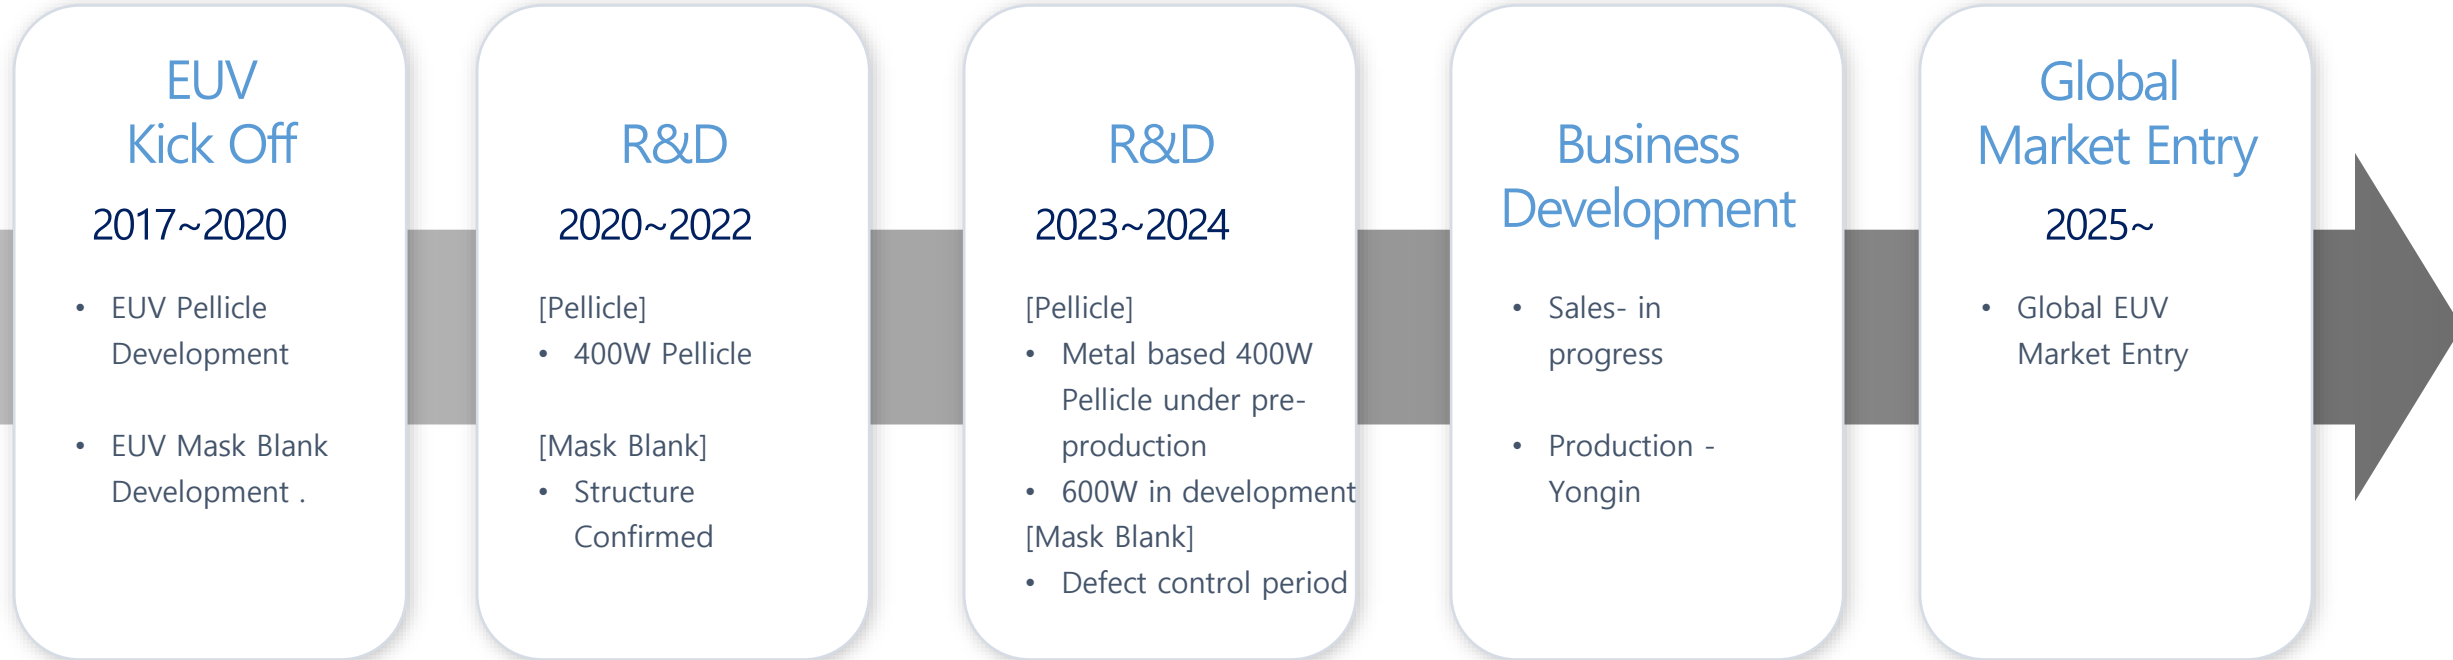 EUV
Kick Off
2017~2020
• EUV Pellicle
Development
• EUV Mask Blank
Development .
R&D
2020~2022
[Pellicle]
• 400W Pellicle
[Mask Blank]
• Structure
Confirmed
R&D
2023~2024
[Pellicle]
• Metal based 400W
Pellicle under pre-
production
• 600W in development
[Mask Blank]
• Defect control period
Business
Development
• Sales- in
progress
• Production -
Yongin
Global
Market Entry
2025~
• Global EUV
Market Entry